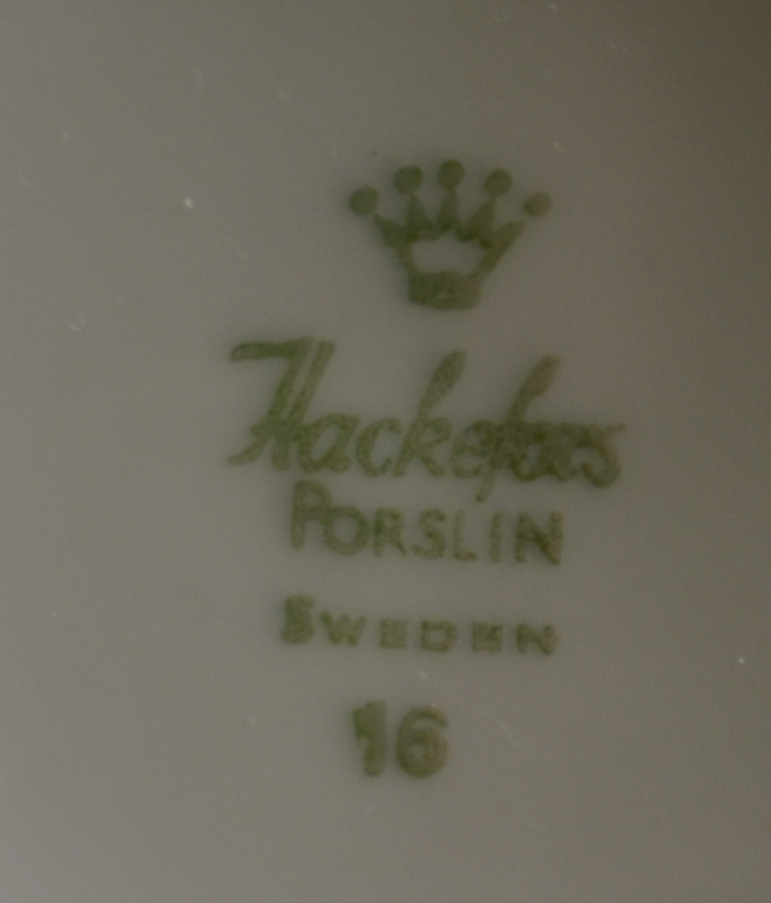 Hackefors
PORSLIN
SWEDEN
16